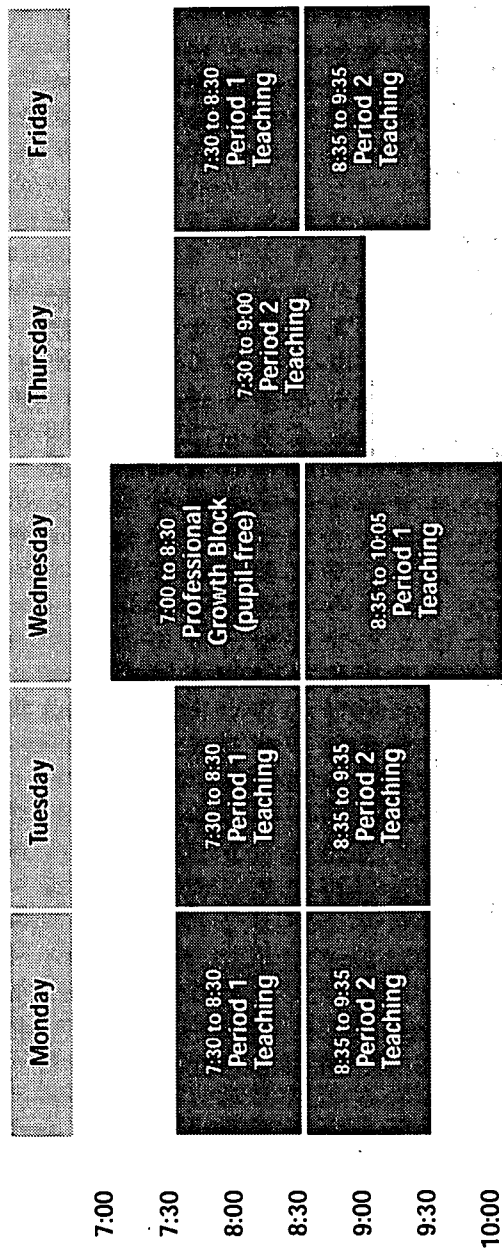 Monday
Tuesday
Wednesday
Thursday
Friday
7:00
7:30
8:00
8:30
9:00
9:30
10:00
7:30 to 8:30
Period 1
Teaching
8:35 to 9:35
Period 2
Teaching
7:30 to 8:30
Period 1
Teaching
8:35 to 9:35
Period 2
Teaching
7:00 to 8:30
Professional
Growth Block
(pupil-free)
8:35 to 10:05
Period 1
Teaching
7:30 to 9:00
Period 2
Teaching
7:30 to 8:30
Period 1
Teaching
8:35 to 9:35
Period 2
Teaching